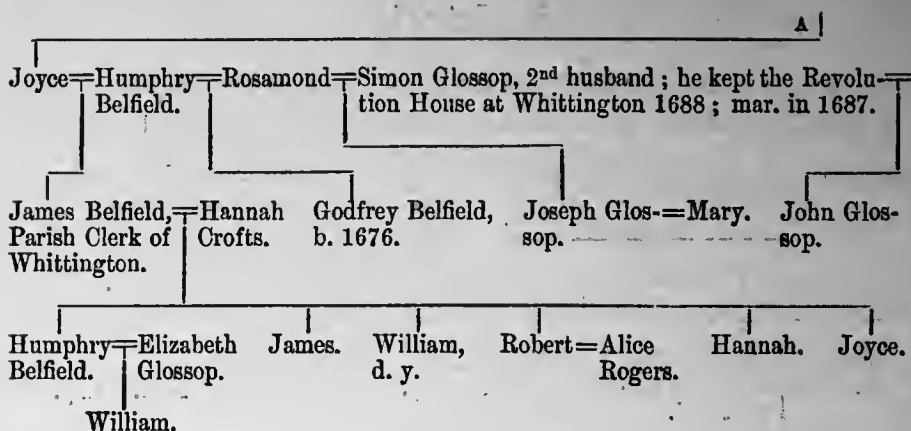 A
Joyce=Humphry=Rosamond=Simon Glossop, 2nd husband ; he kept the Revolu-=
Belfield. tion House at Whittington 1688 ; mar. in 1687.
James Belfield,=Hannah Godfrey Belfield, Joseph Glos-=Mary. John Glos-
Parish Clerk of Crofts. b. 1676. sop. sop.
Whittington.
Humphry=Elizabeth James. William, Robert=Alice Hannah. Joyce.
Belfield. Glossop. d. y. Rogers.
William.